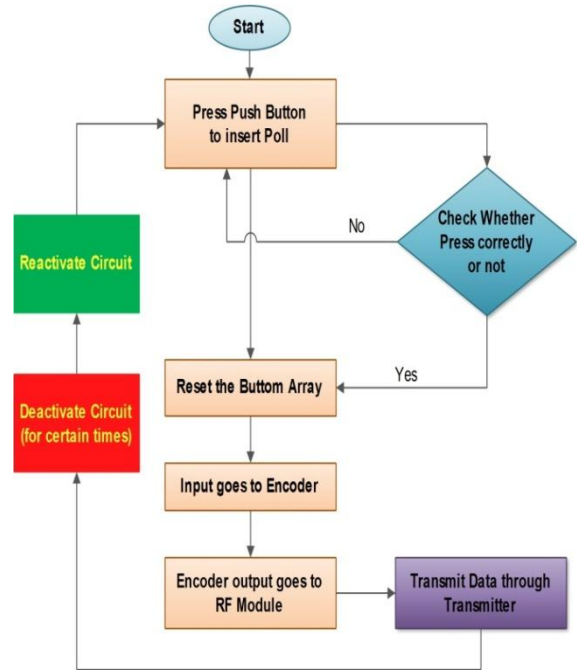 Start
Press Push Button
to insert Poll
No
Check Whether
Press correctly
or not
Reactivate Circuit
Reset the Buttom Array
Yes
Deactivate Circuit
(for certain times)
Input goes to Encoder
Encoder output goes to
RF Module
Transmit Data through
Transmitter